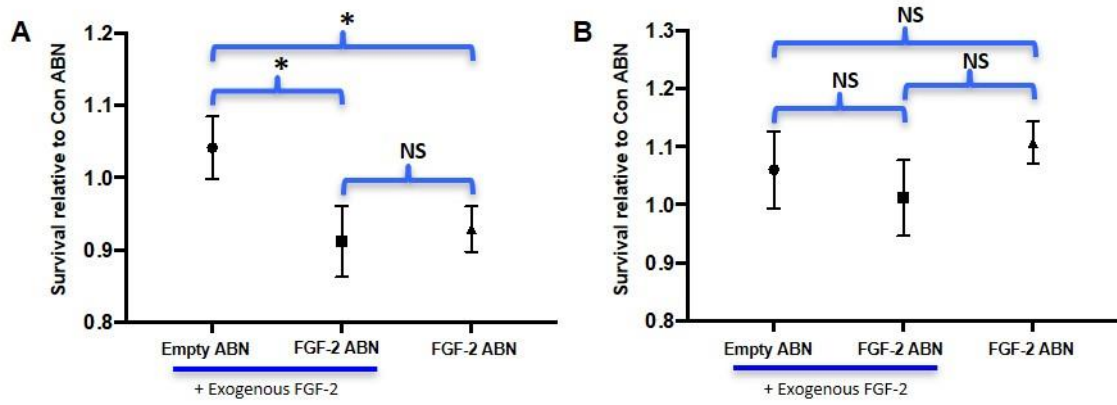 A
Survival relative to Con ABN
1.2
1.1
1.0
0.9
0.8
*
*
NS
Empty ABN
FGF-2 ABN
FGF-2 ABN
+ Exogenous FGF-2
B
Survival relative to Con ABN
1.3
1.2
1.1
1.0
0.9
0.8
NS
NS
NS
Empty ABN
FGF-2 ABN
FGF-2 ABN
+ Exogenous FGF-2